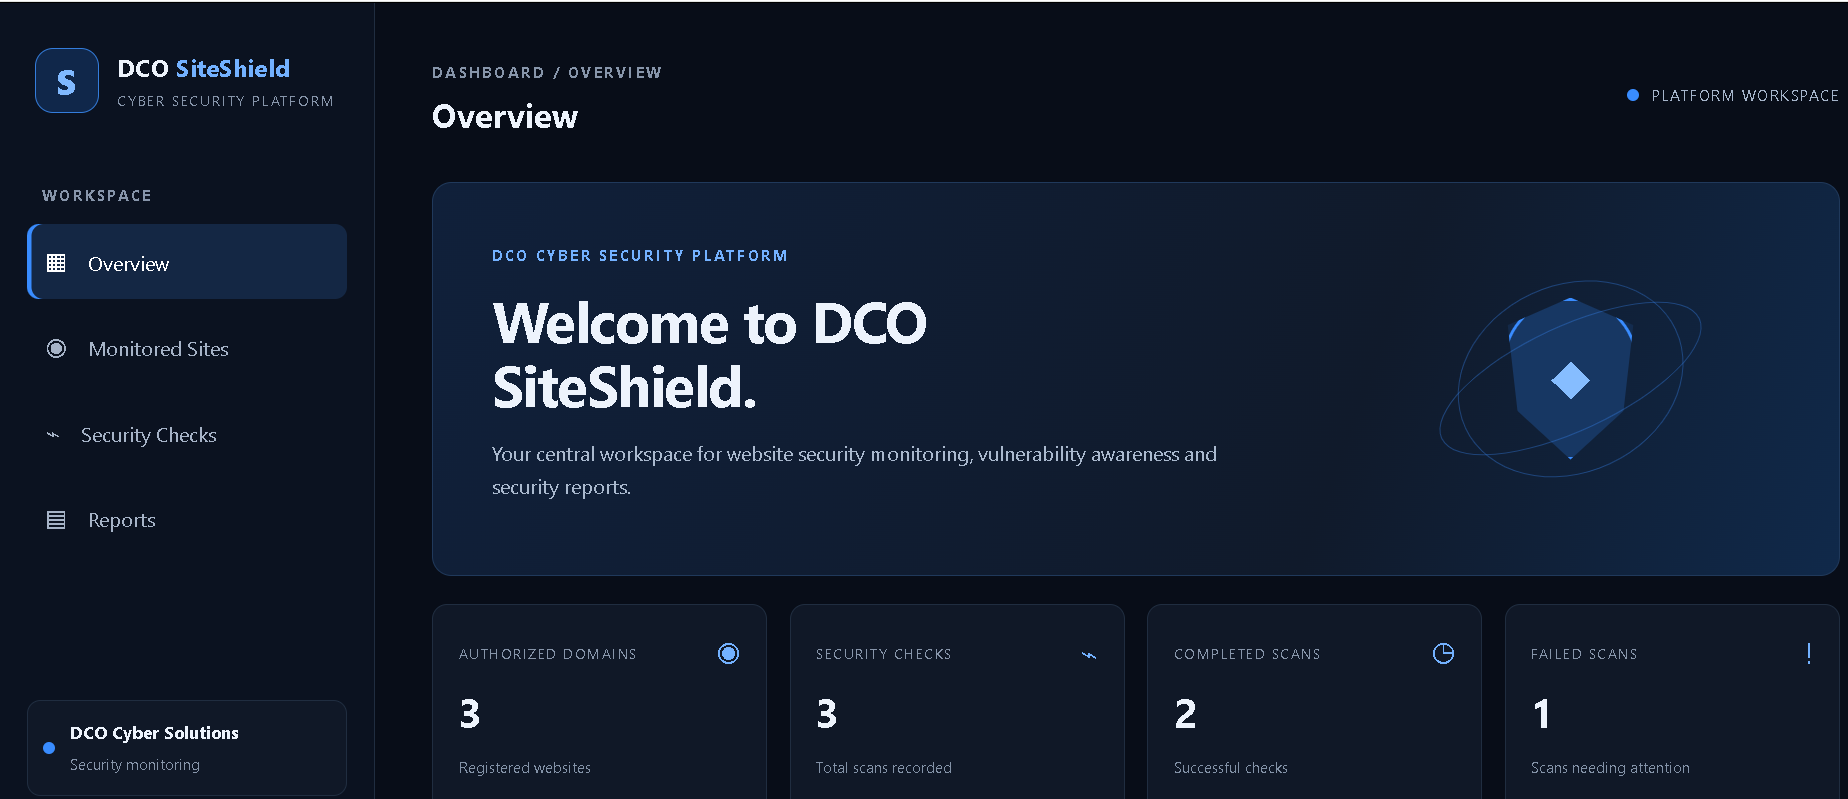 S
DCO SiteShield
CYBER SECURITY PLATFORM
WORKSPACE
Overview
Monitored Sites
Security Checks
Reports
DCO Cyber Solutions
Security monitoring
DASHBOARD / OVERVIEW
Overview
PLATFORM WORKSPACE
DCO CYBER SECURITY PLATFORM
Welcome to DCO
SiteShield.
Your central workspace for website security monitoring, vulnerability awareness and
security reports.
AUTHORIZED DOMAINS
3
Registered websites
SECURITY CHECKS
3
Total scans recorded
COMPLETED SCANS
2
Successful checks
FAILED SCANS
!
1
Scans needing attention